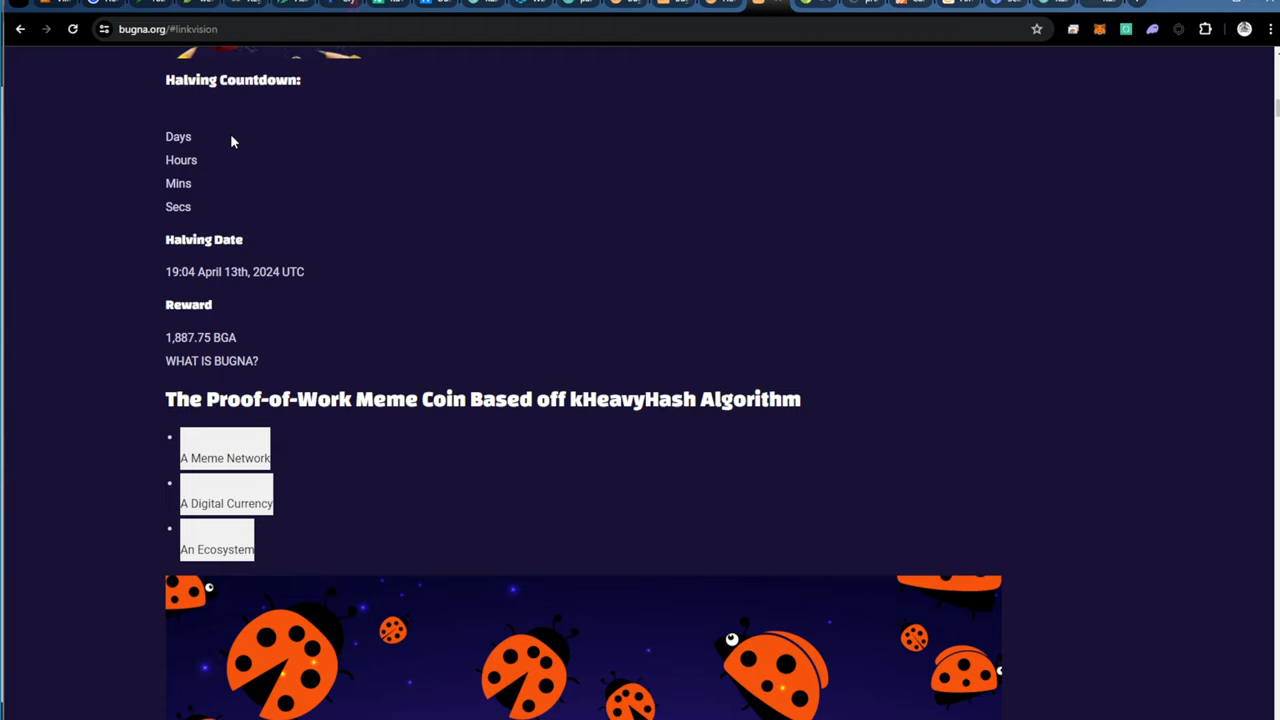 bugna.org/#linkvision
Halving Countdown:
Days
Hours
Mins
Secs
Halving Date
19:04 April 13th, 2024 UTC
Reward
1,887.75 BGA
WHAT IS BUGNA?
The Proof-of-Work Meme Coin Based off kHeavyHash Algorithm
A Meme Network
A Digital Currency
An Ecosystem